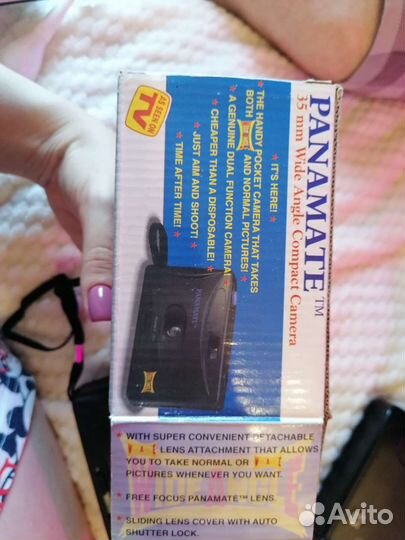 PANAMATE™
35 mm Wide Angle Compact Camera
AS SEEN ON
TV
★ IT'S HERE! ★
★ THE HANDY POCKET CAMERA THAT TAKES
BOTH AND NORMAL PICTURES! ★
★ A GENUINE DUAL FUNCTION CAMERA
★ CHEAPER THAN A DISPOSABLE! ★
★ JUST AIM AND SHOOT! ★
★ TIME AFTER TIME! ★
PANAMATE
★ WITH SUPER CONVENIENT DETACHABLE
LENS ATTACHMENT THAT ALLOWS
YOU TO TAKE NORMAL OR
PICTURES WHENEVER YOU WANT.
★ FREE FOCUS PANAMATE™ LENS.
★ SLIDING LENS COVER WITH AUTO
SHUTTER LOCK.
Avito